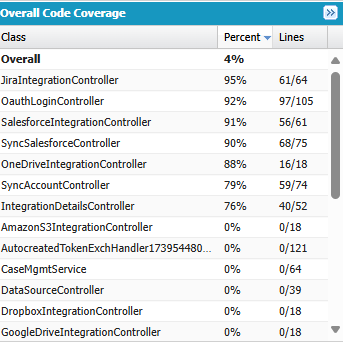 Overall Code Coverage
Class Percent Lines
Overall 4%
JiraIntegrationController 95% 61/64
OauthLoginController 92% 97/105
SalesforceIntegrationController 91% 56/61
SyncSalesforceController 90% 68/75
OneDriveIntegrationController 88% 16/18
SyncAccountController 79% 59/74
IntegrationDetailsController 76% 40/52
AmazonS3IntegrationController 0% 0/18
AutocreatedTokenExchHandler173954480... 0% 0/121
CaseMgmtService 0% 0/64
DataSourceController 0% 0/39
DropboxIntegrationController 0% 0/18
GoogleDriveIntegrationController 0% 0/18